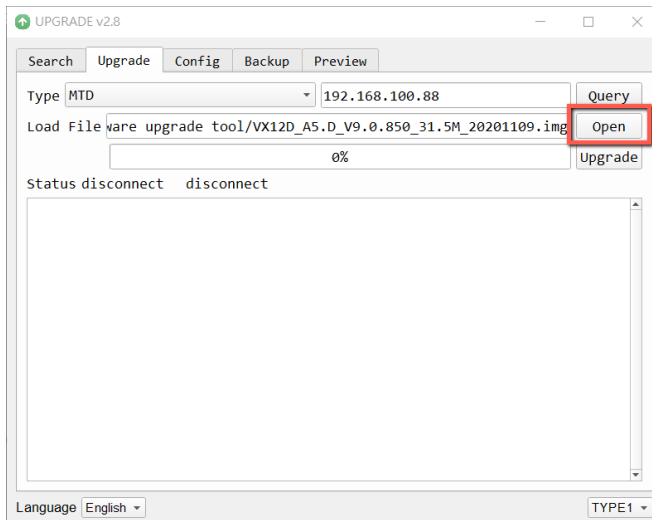 UPGRADE v2.8
Search Upgrade Config Backup Preview
Type MTD 192.168.100.88 Query
Load File ware upgrade tool/VX12D_A5.D_V9.0.850_31.5M_20201109.img Open
0% Upgrade
Status disconnect disconnect
Language English TYPE1